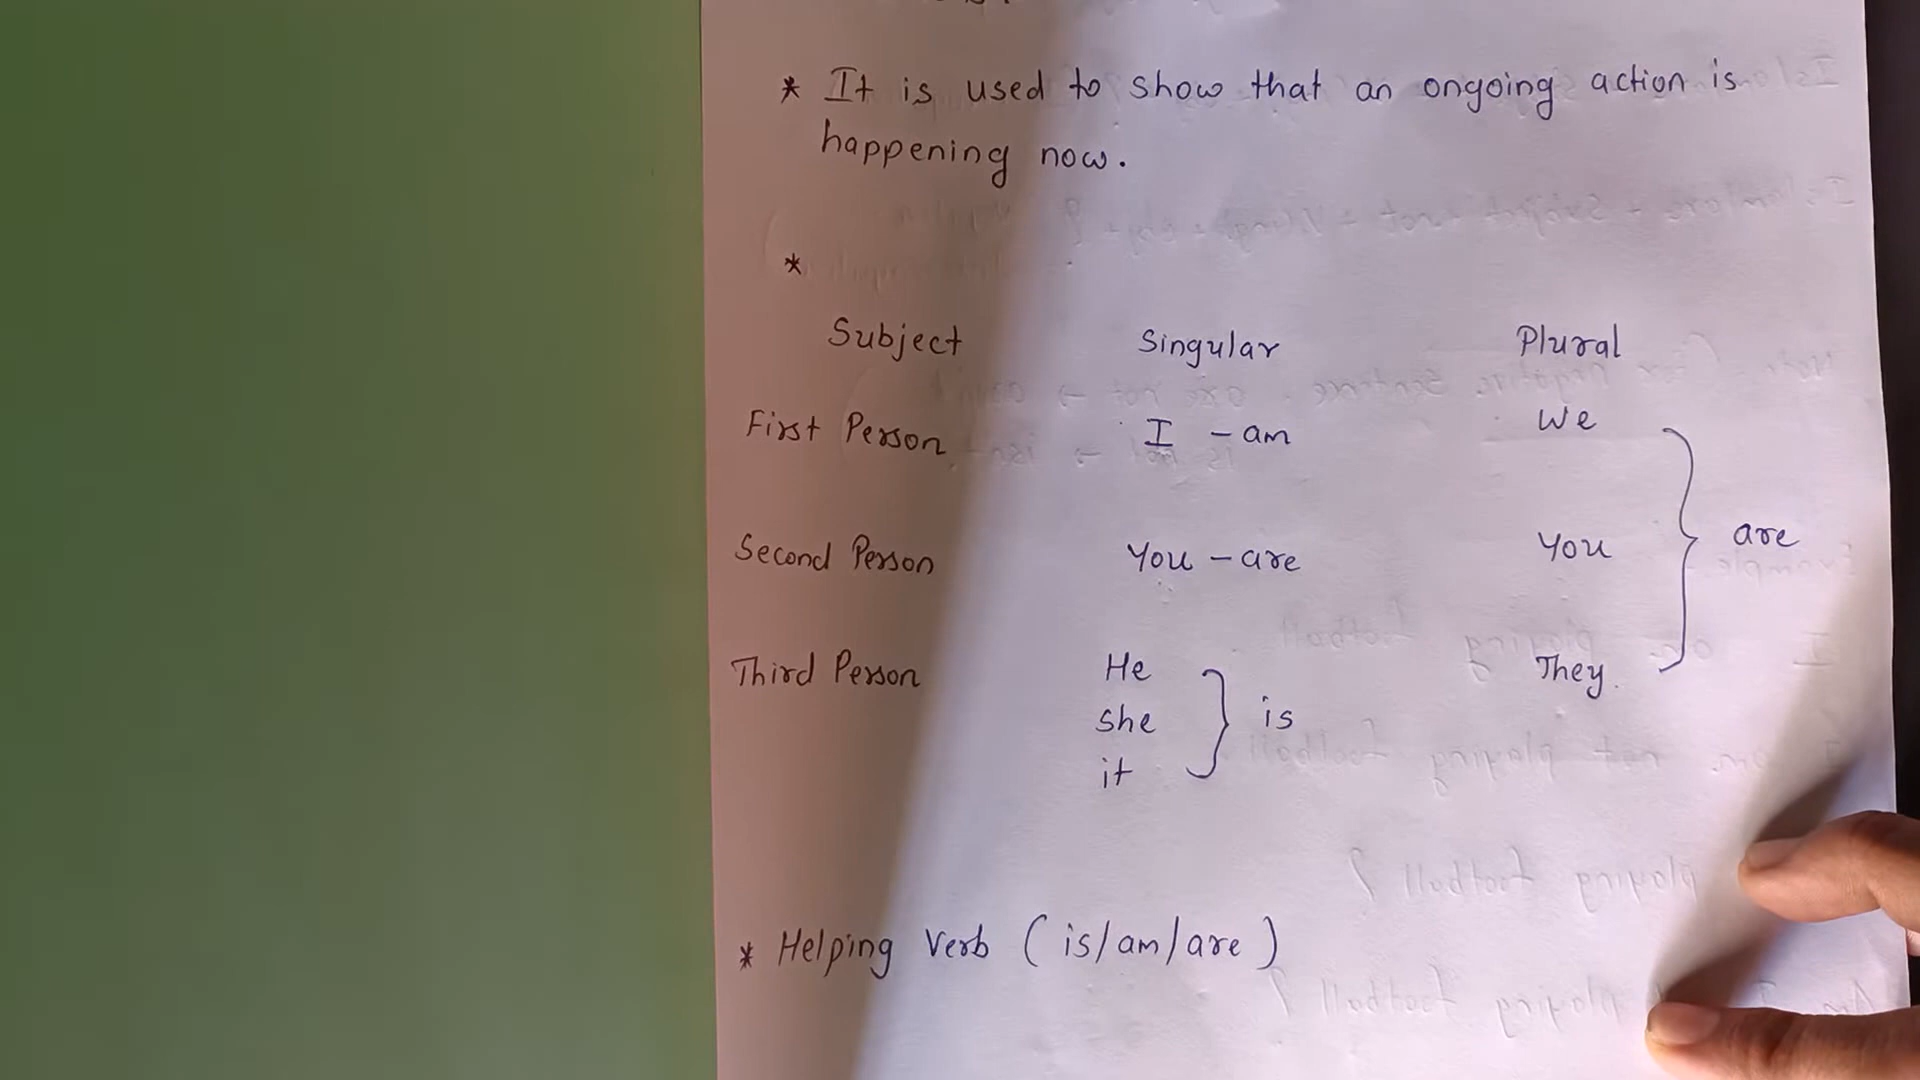 * It is used to show that an ongoing action is
happening now.
*
Subject Singular Plural
First Person I - am We
Second Person You - are You } are
Third Person He They
she } is
it
* Helping Verb ( is/am/are )